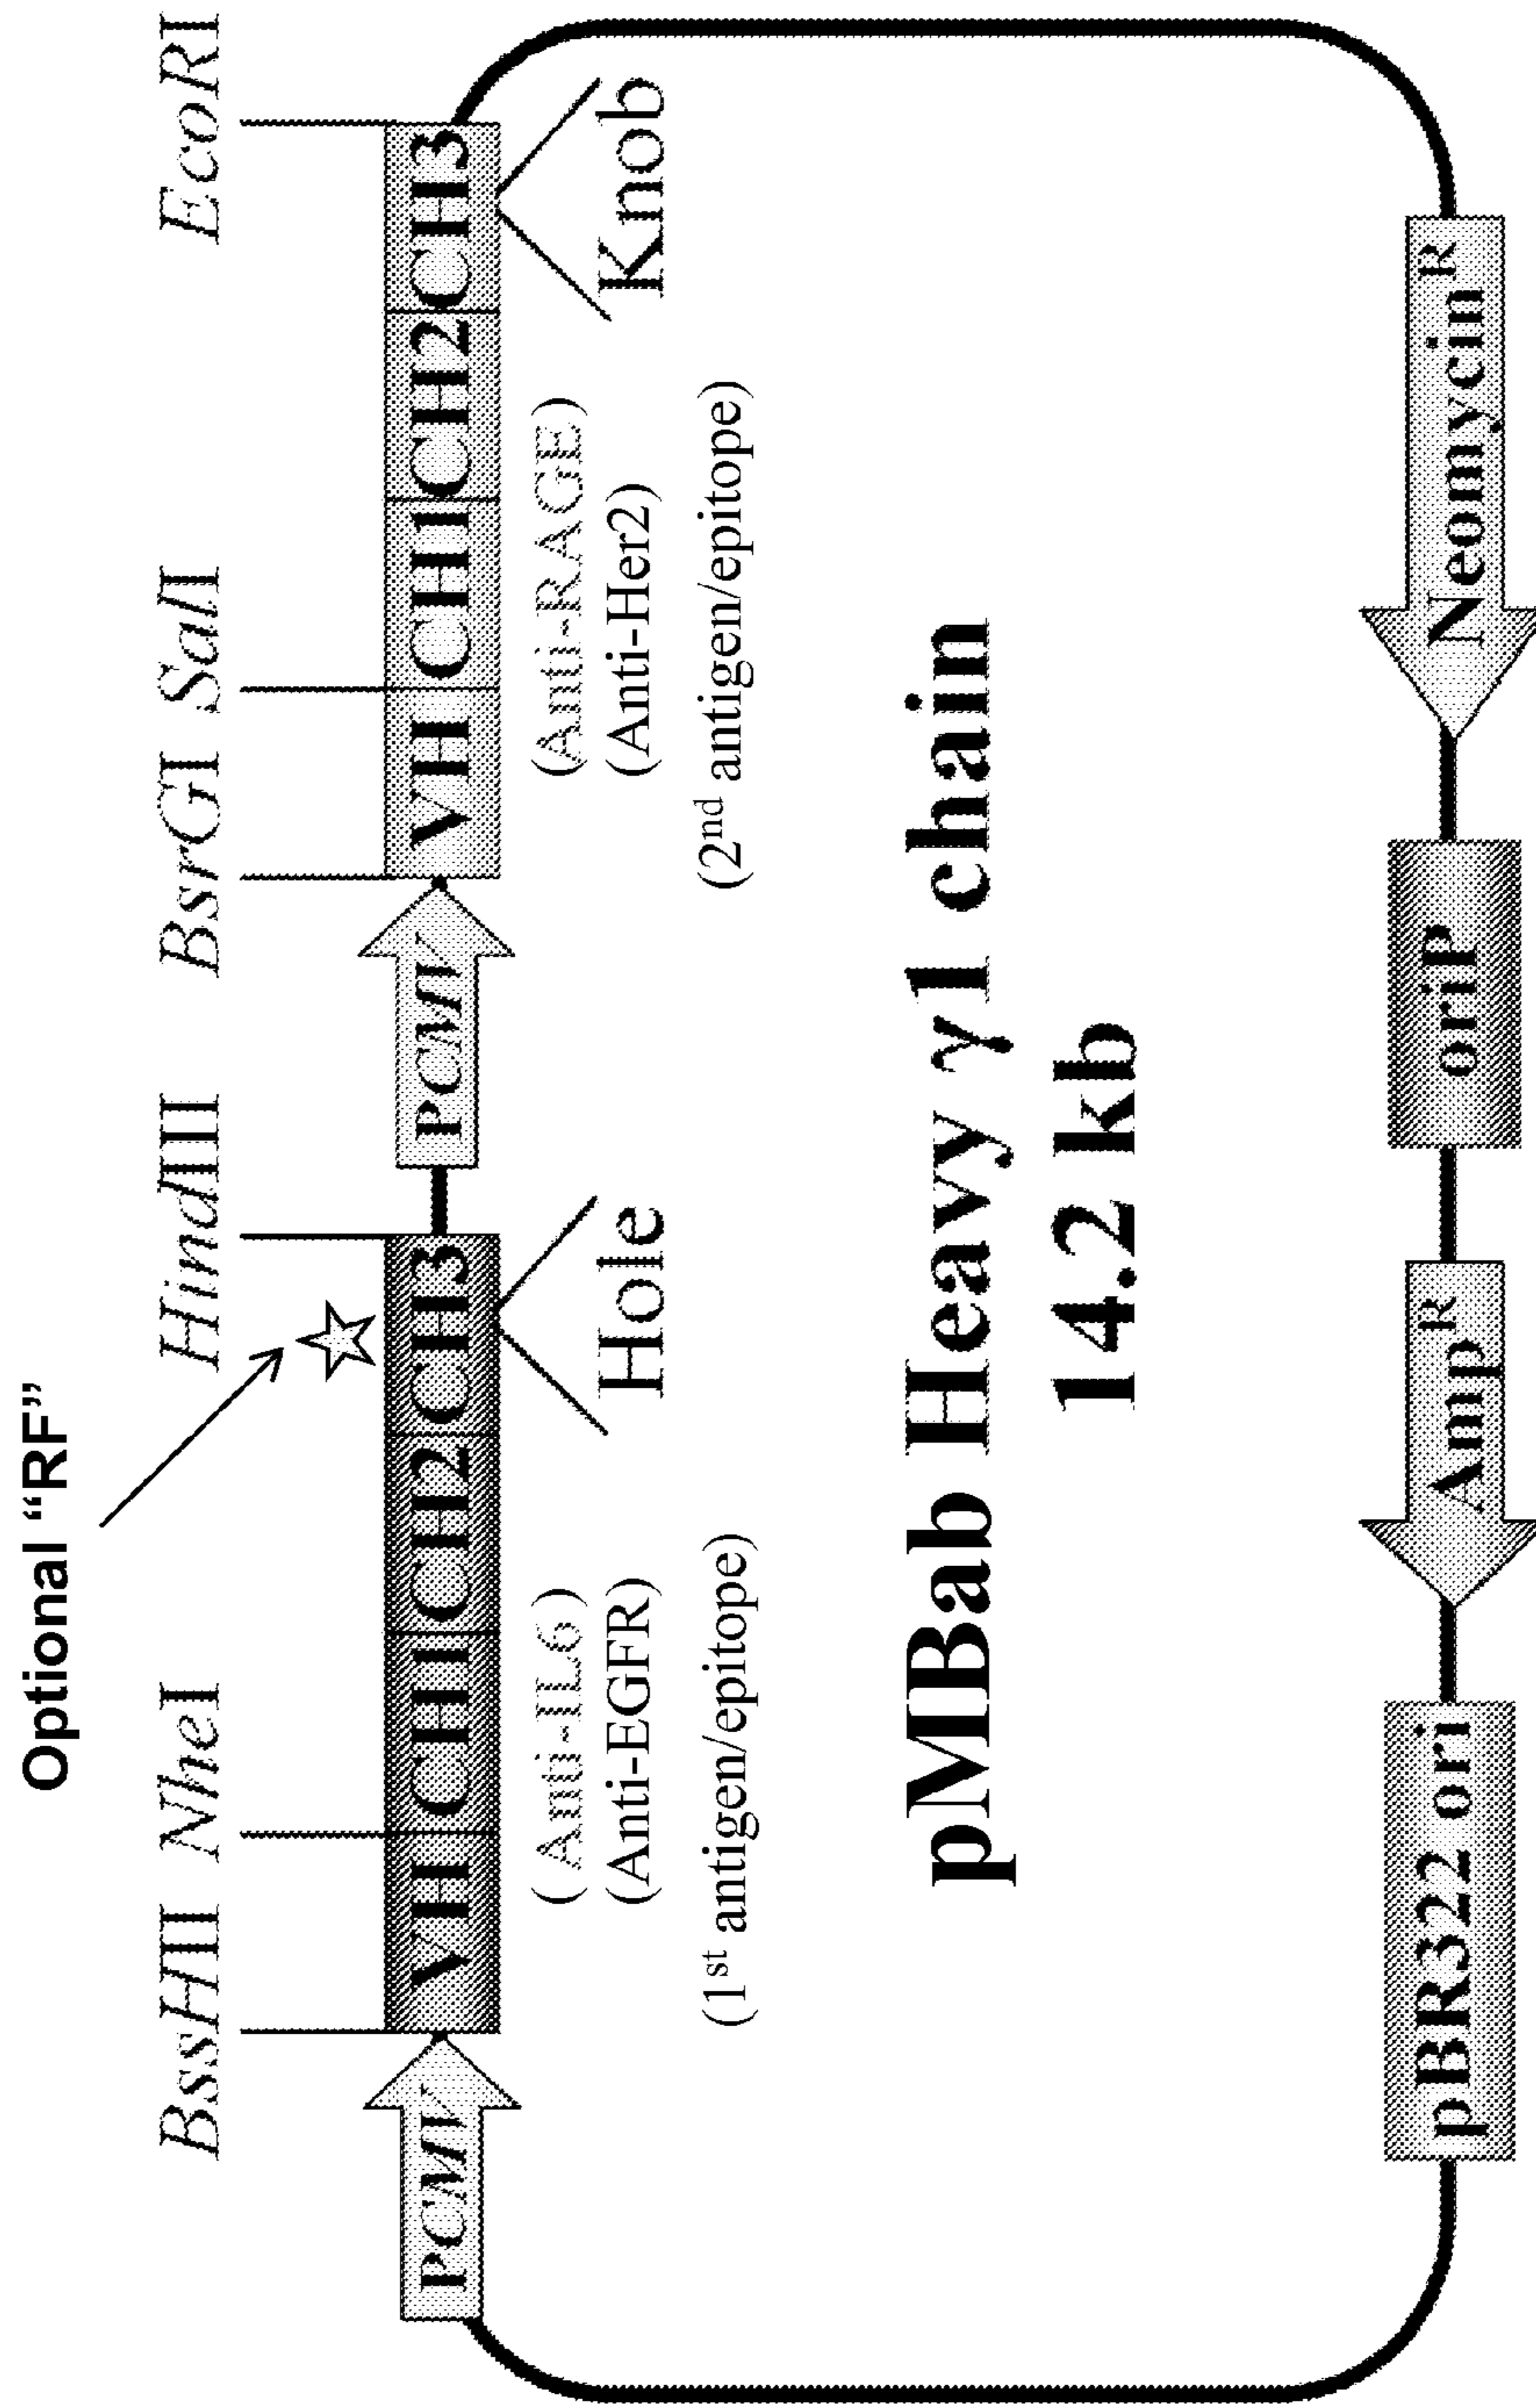 Optional “RF”
BssHII NheI HindIII BsrGI SalI EcoRI
PCMV VH CH1 CH2 CH3 PCMV VH CH1 CH2 CH3
(Anti-IL6) Hole (Anti-RAGE) Knob
(Anti-EGFR) (Anti-Her2)
(1st antigen/epitope) (2nd antigen/epitope)
pMBab Heavy γ1 chain
14.2 kb
pBR322 ori AmpR oriP NeomycinR